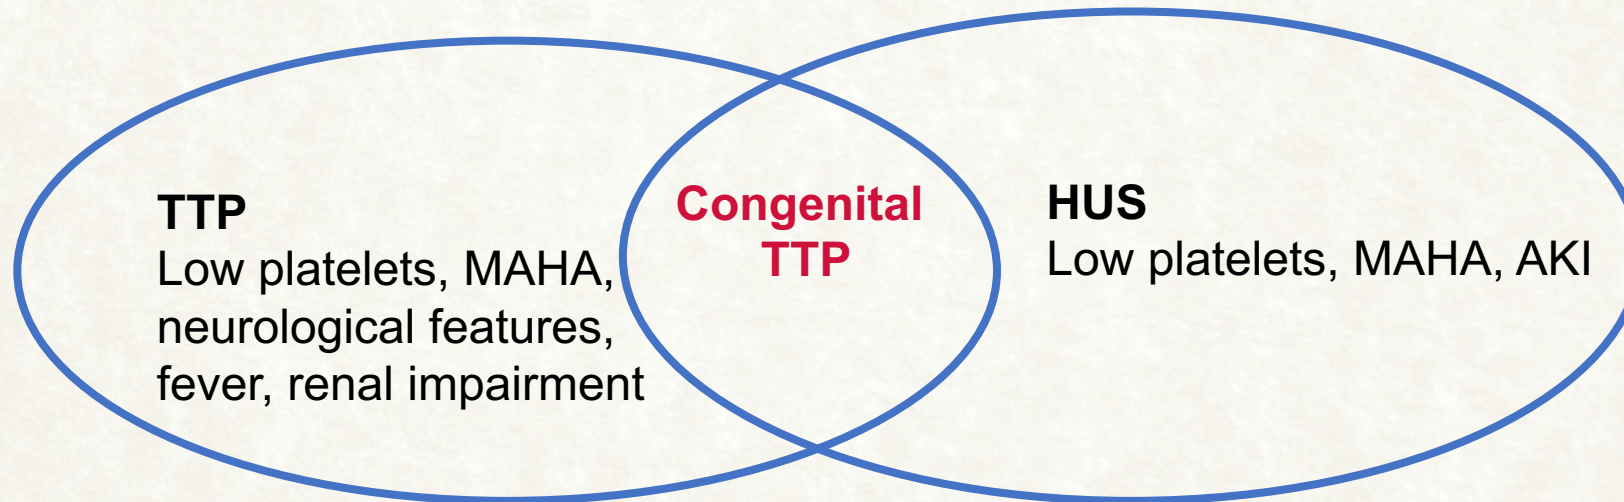 TTP
Low platelets, MAHA,
neurological features,
fever, renal impairment
Congenital
TTP
HUS
Low platelets, MAHA, AKI